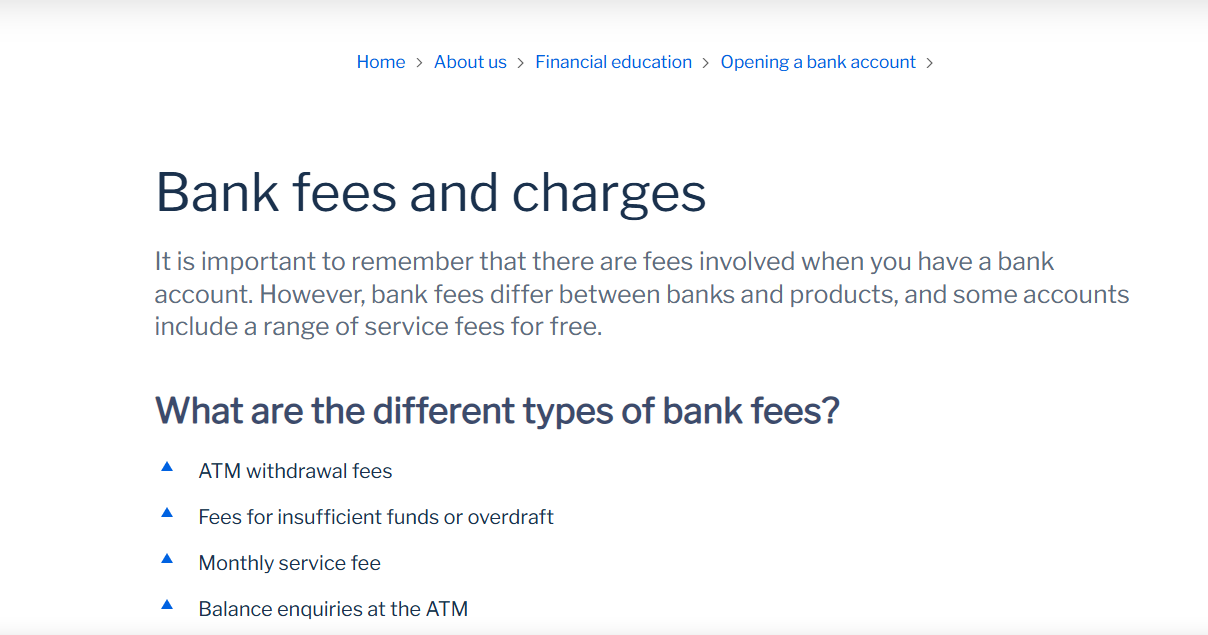 Home > About us > Financial education > Opening a bank account >
Bank fees and charges
It is important to remember that there are fees involved when you have a bank
account. However, bank fees differ between banks and products, and some accounts
include a range of service fees for free.
What are the different types of bank fees?
ATM withdrawal fees
Fees for insufficient funds or overdraft
Monthly service fee
Balance enquiries at the ATM